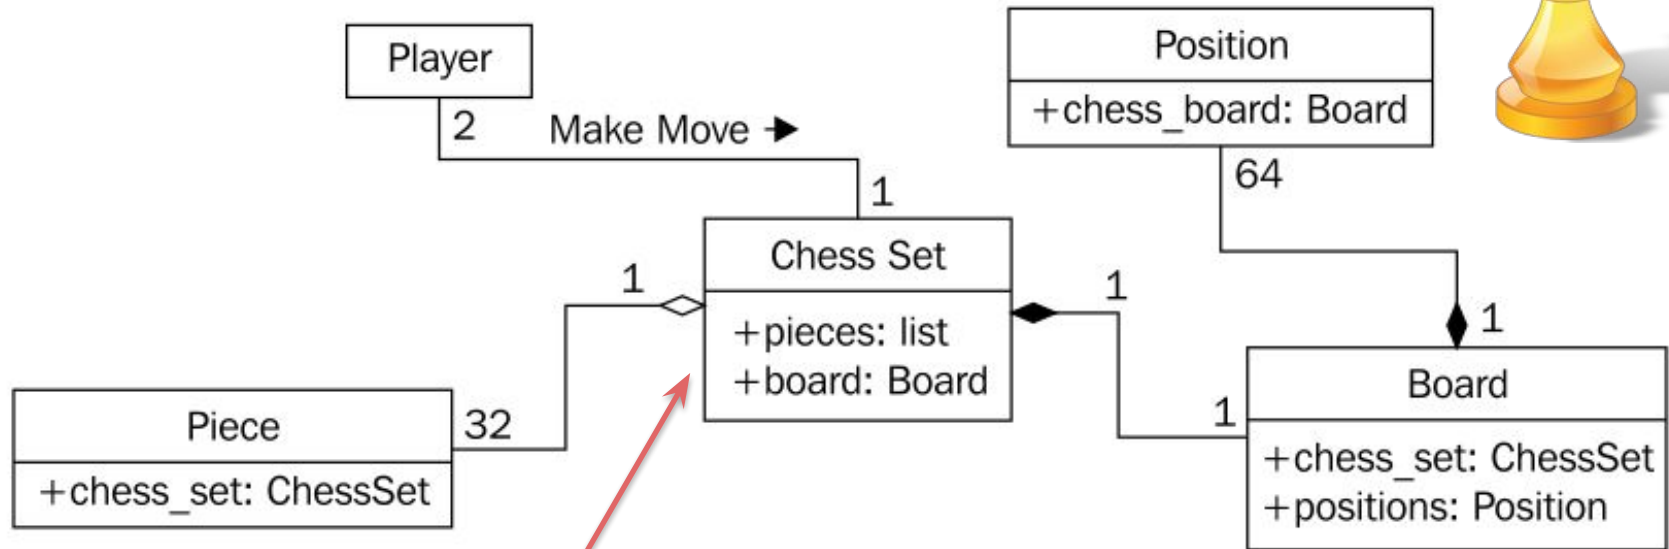 Player
2
Make Move
1
Position
+chess_board: Board
64
Chess Set
+pieces: list
+board: Board
1
1
1
1
Piece
+chess_set: ChessSet
32
Board
+chess_set: ChessSet
+positions: Position